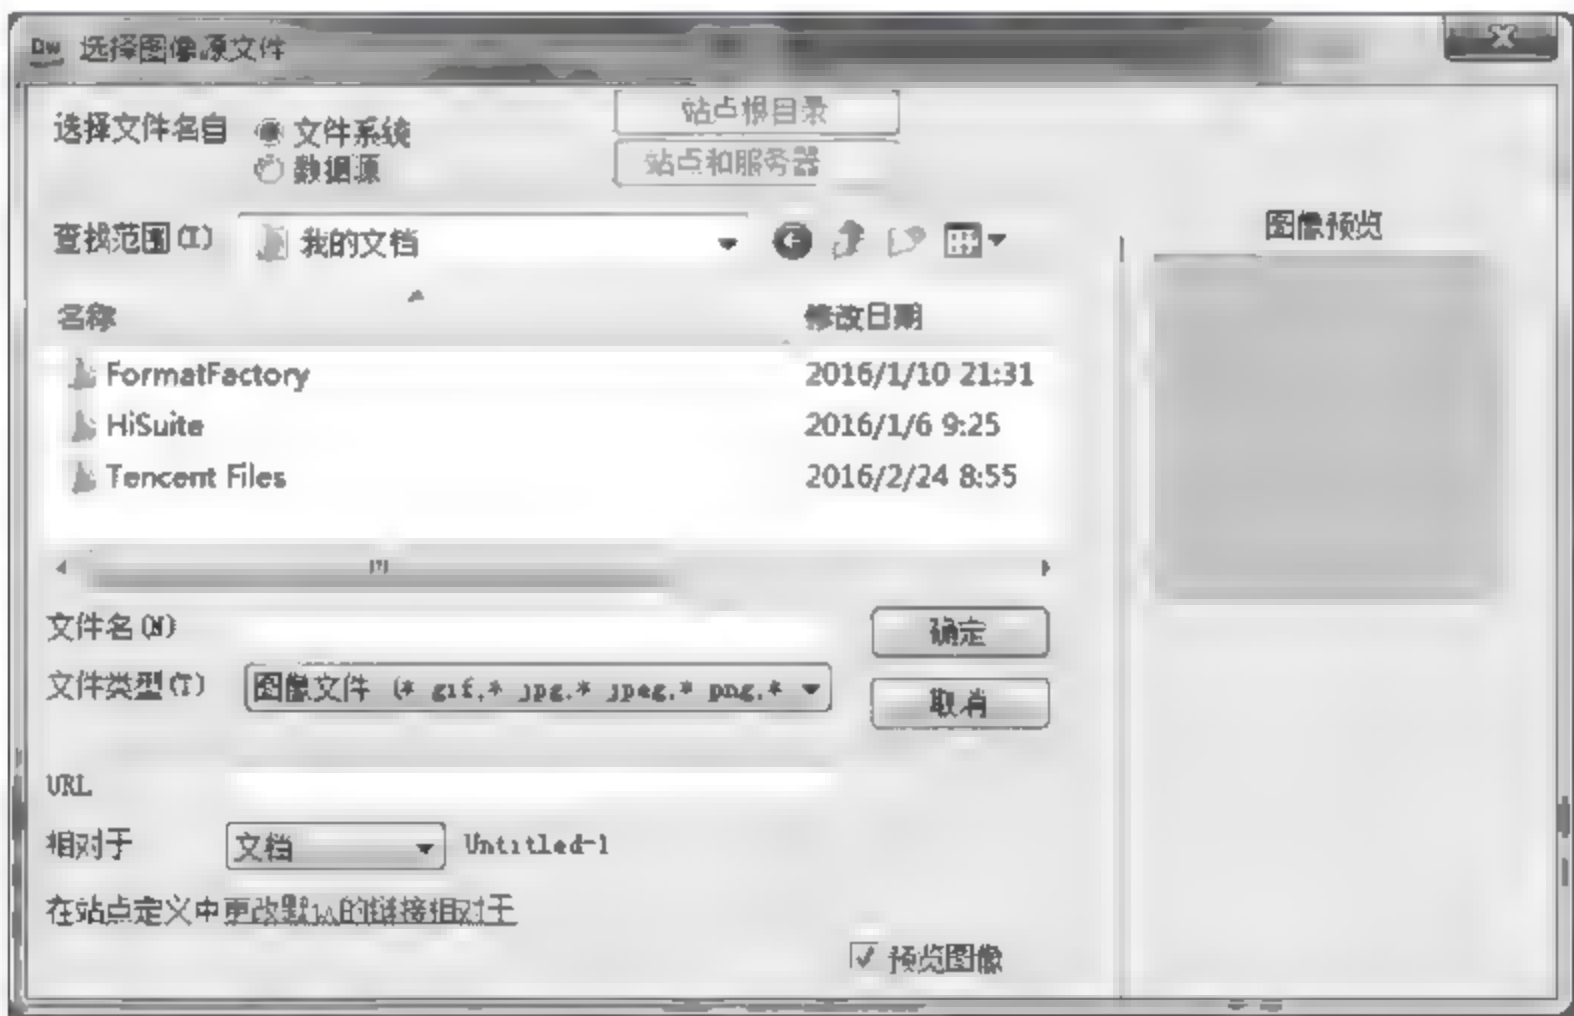 Dw 选择图像源文件
选择文件名自 文件系统 站点根目录
数据源 站点和服务器
查找范围(I) 我的文档
图像预览
名称 修改日期
FormatFactory 2016/1/10 21:31
HiSuite 2016/1/6 9:25
Tencent Files 2016/2/24 8:55
文件名(N) 确定
文件类型(T) 图像文件 (*.gif,*.jpg,*.jpeg,*.png,* 取消
URL
相对于 文档 Untitled-1
在站点定义中更改默认的链接相对于
预览图像